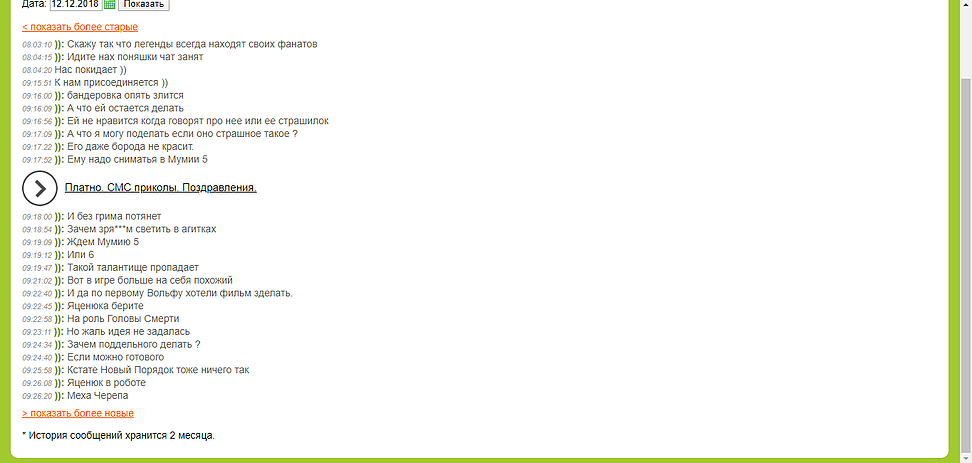 Дата: 12.12.2018 Показать
< показать более старые
08:03:10 )): Скажу так что легенды всегда находят своих фанатов
08:04:15 )): Идите нах поняшки чат занят
08:04:20 Нас покидает ))
09:15:51 К нам присоединяется ))
09:16:00 )): бандеровка опять злится
09:16:09 )): А что ей остается делать
09:16:56 )): Ей не нравится когда говорят про нее или ее страшилок
09:17:09 )): А что я могу поделать если оно страшное такое ?
09:17:22 )): Его даже борода не красит.
09:17:52 )): Ему надо сниматься в Мумии 5
Платно. СМС приколы. Поздравления.
09:18:00 )): И без грима потянет
09:18:54 )): Зачем зря***м светить в агитках
09:19:09 )): Ждем Мумию 5
09:19:12 )): Или 6
09:19:47 )): Такой талантище пропадает
09:21:02 )): Вот в игре больше на себя похожий
09:22:40 )): И да по первому Вольфу хотели фильм зделать.
09:22:45 )): Яценюка берите
09:22:58 )): На роль Головы Смерти
09:23:11 )): Но жаль идея не задалась
09:24:34 )): Зачем поддельного делать ?
09:24:40 )): Если можно готового
09:25:58 )): Кстате Новый Порядок тоже ничего так
09:26:08 )): Яценюк в роботе
09:26:20 )): Меха Черепа
> показать более новые
* История сообщений хранится 2 месяца.